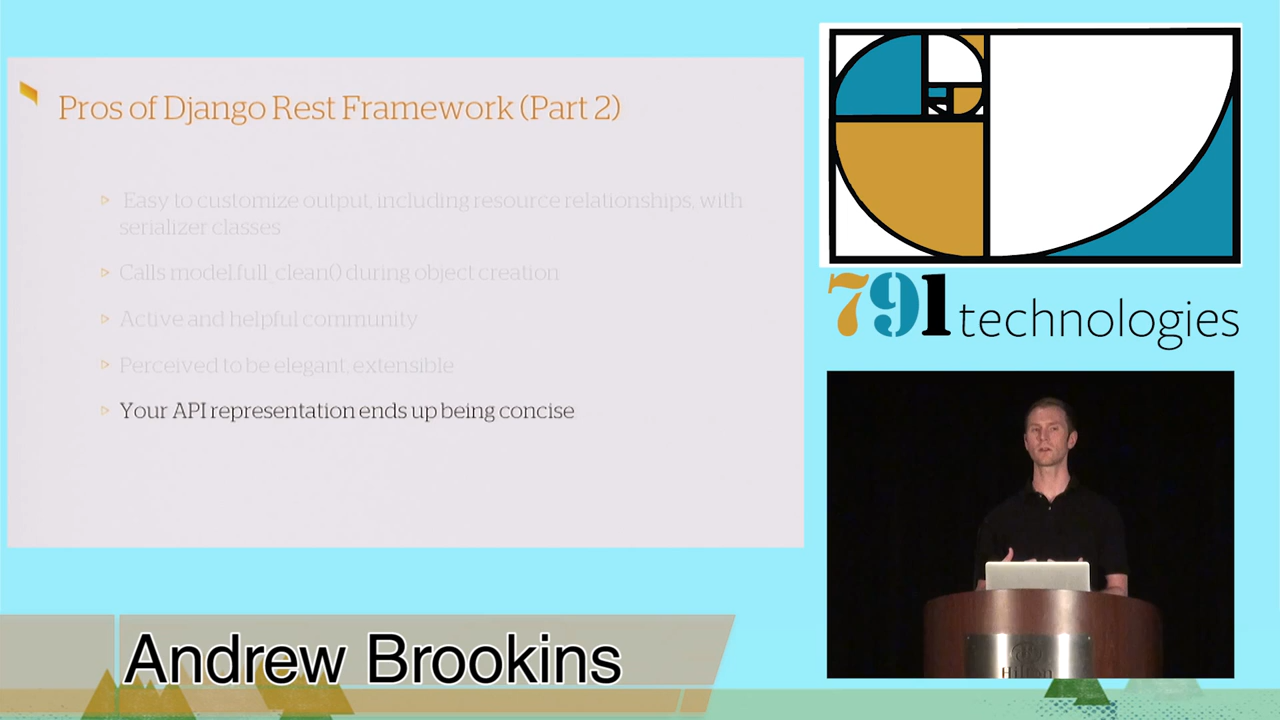 Pros of Django Rest Framework (Part 2)
Easy to customize output, including resource relationships, with
serializer classes
Calls model.full_clean() during object creation
Active and helpful community
Perceived to be elegant, extensible
Your API representation ends up being concise
791 technologies
Hilton
Andrew Brookins